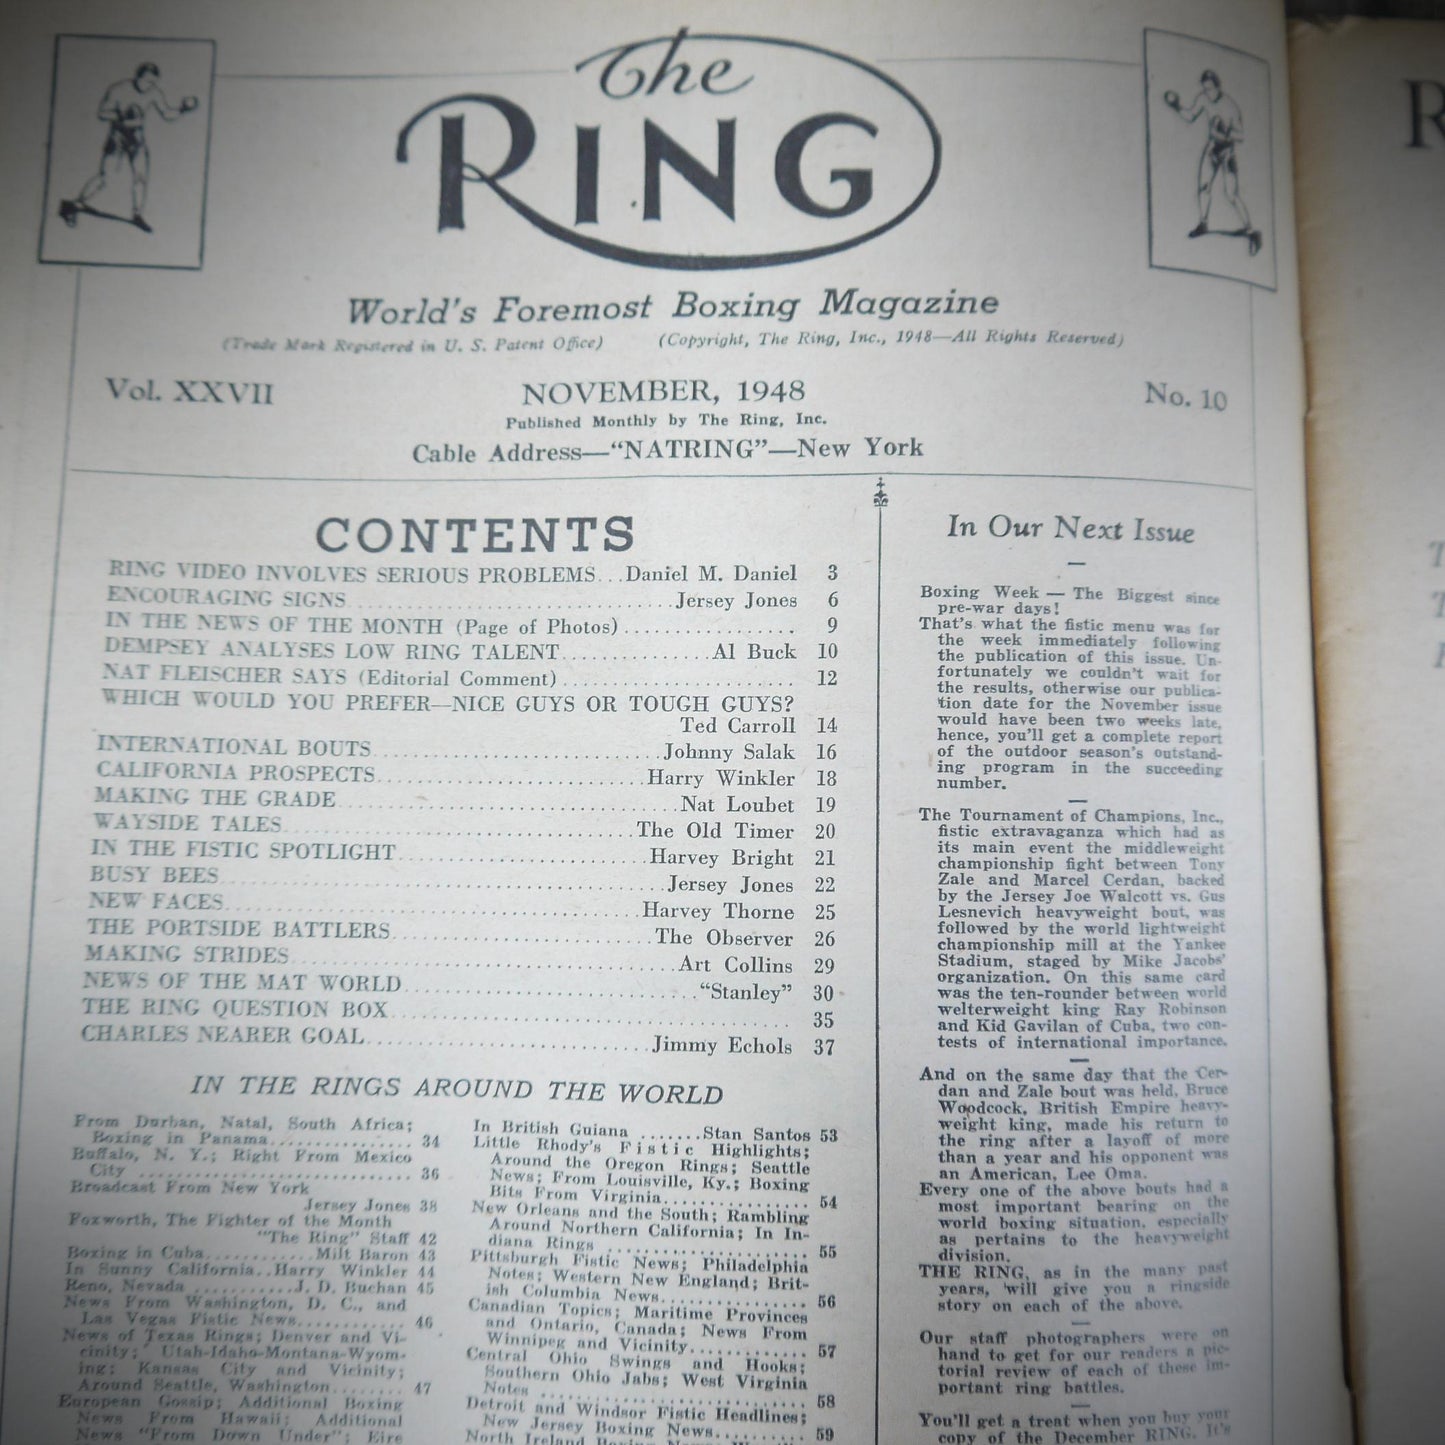 The
RING
World's Foremost Boxing Magazine
(Trade Mark Registered in U. S. Patent Office) (Copyright, The Ring, Inc., 1948—All Rights Reserved)
Vol. XXVII NOVEMBER, 1948 No. 10
Published Monthly by The Ring, Inc.
Cable Address—"NATRING"—New York
CONTENTS
RING VIDEO INVOLVES SERIOUS PROBLEMS...Daniel M. Daniel 3
ENCOURAGING SIGNS..............................Jersey Jones 6
IN THE NEWS OF THE MONTH (Page of Photos)................ 9
DEMPSEY ANALYSES LOW RING TALENT.............Al Buck 10
NAT FLEISCHER SAYS (Editorial Comment)...................... 12
WHICH WOULD YOU PREFER—NICE GUYS OR TOUGH GUYS?
Ted Carroll 14
INTERNATIONAL BOUTS..........................Johnny Salak 16
CALIFORNIA PROSPECTS........................Harry Winkler 18
MAKING THE GRADE..............................Nat Loubet 19
WAYSIDE TALES................................The Old Timer 20
IN THE FISTIC SPOTLIGHT......................Harvey Bright 21
BUSY BEES......................................Jersey Jones 22
NEW FACES....................................Harvey Thorne 25
THE PORTSIDE BATTLERS........................The Observer 26
MAKING STRIDES................................Art Collins 29
NEWS OF THE MAT WORLD........................"Stanley" 30
THE RING QUESTION BOX.................................... 35
CHARLES NEARER GOAL..........................Jimmy Echols 37
IN THE RINGS AROUND THE WORLD
From Durban, Natal, South Africa;
Boxing in Panama............... 34
Buffalo, N. Y.; Right From Mexico
City ........................... 36
Broadcast From New York
Jersey Jones 38
Foxworth, The Fighter of the Month
"The Ring" Staff 42
Boxing in Cuba............Milt Baron 43
In Sunny California..Harry Winkler 44
Reno, Nevada ...........J. D. Buchan 45
News From Washington, D. C., and
Las Vegas Fistic News............ 46
News of Texas Rings; Denver and Vi-
cinity; Utah-Idaho-Montana-Wyom-
ing; Kansas City and Vicinity;
Around Seattle, Washington........ 47
European Gossip; Additional Boxing
News From Hawaii; Additional
News "From Down Under"; Eire
In British Guiana .......Stan Santos 53
Little Rhody's Fistic Highlights;
Around the Oregon Rings; Seattle
News; From Louisville, Ky.; Boxing
Bits From Virginia............... 54
New Orleans and the South; Rambling
Around Northern California; In In-
diana Rings ..................... 55
Pittsburgh Fistic News; Philadelphia
Notes; Western New England; Brit-
ish Columbia News............... 56
Canadian Topics; Maritime Provinces
and Ontario, Canada; News From
Winnipeg and Vicinity............ 57
Central Ohio Swings and Hooks;
Southern Ohio Jabs; West Virginia
Notes ........................... 58
Detroit and Windsor Fistic Headlines;
New Jersey Boxing News.......... 59
North Ireland Boxing
In Our Next Issue
Boxing Week — The Biggest since
pre-war days!
That's what the fistic menu was for
the week immediately following
the publication of this issue. Un-
fortunately we couldn't wait for
the results, otherwise our publica-
tion date for the November issue
would have been two weeks late,
hence, you'll get a complete report
of the outdoor season's outstand-
ing program in the succeeding
number.
The Tournament of Champions, Inc.,
fistic extravaganza which had as
its main event the middleweight
championship fight between Tony
Zale and Marcel Cerdan, backed
by the Jersey Joe Walcott vs. Gus
Lesnevich heavyweight bout, was
followed by the world lightweight
championship mill at the Yankee
Stadium, staged by Mike Jacobs'
organization. On this same card
was the ten-rounder between world
welterweight king Ray Robinson
and Kid Gavilan of Cuba, two con-
tests of international importance.
And on the same day that the Cer-
dan and Zale bout was held, Bruce
Woodcock, British Empire heavy-
weight king, made his return to
the ring after a layoff of more
than a year and his opponent was
an American, Lee Oma.
Every one of the above bouts had a
most important bearing on the
world boxing situation, especially
as pertains to the heavyweight
division.
THE RING, as in the many past
years, will give you a ringside
story on each of the above.
Our staff photographers were on
hand to get for our readers a pic-
torial review of each of these im-
portant ring battles.
You'll get a treat when you buy your
copy of the December RING. It's
R